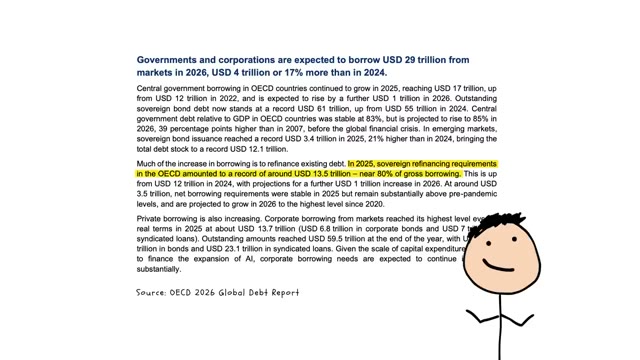 Governments and corporations are expected to borrow USD 29 trillion from
markets in 2026, USD 4 trillion or 17% more than in 2024.
Central government borrowing in OECD countries continued to grow in 2025, reaching USD 17 trillion, up
from USD 12 trillion in 2022, and is expected to rise by a further USD 1 trillion in 2026. Outstanding
sovereign bond debt now stands at a record USD 61 trillion, up from USD 55 trillion in 2024. Central
government debt relative to GDP in OECD countries was stable at 83%, but is projected to rise to 85% in
2026, 39 percentage points higher than in 2007, before the global financial crisis. In emerging markets,
sovereign bond issuance reached a record USD 3.4 trillion in 2025, 21% higher than in 2024, bringing the
total debt stock to a record USD 12.1 trillion.
Much of the increase in borrowing is to refinance existing debt. In 2025, sovereign refinancing requirements
in the OECD amounted to a record of around USD 13.5 trillion – near 80% of gross borrowing. This is up
from USD 12 trillion in 2024, with projections for a further USD 1 trillion increase in 2026. At around USD
3.5 trillion, net borrowing requirements were stable in 2025 but remain substantially above pre-pandemic
levels, and are projected to grow in 2026 to the highest level since 2020.
Private borrowing is also increasing. Corporate borrowing from markets reached its highest level
real terms in 2025 at about USD 13.7 trillion (USD 6.8 trillion in corporate bonds and USD 7
syndicated loans). Outstanding amounts reached USD 59.5 trillion at the end of the year, with
trillion in bonds and USD 23.1 trillion in syndicated loans. Given the scale of capital expenditure
to finance the expansion of AI, corporate borrowing needs are expected to continue
substantially.
Source: OECD 2026 Global Debt Report